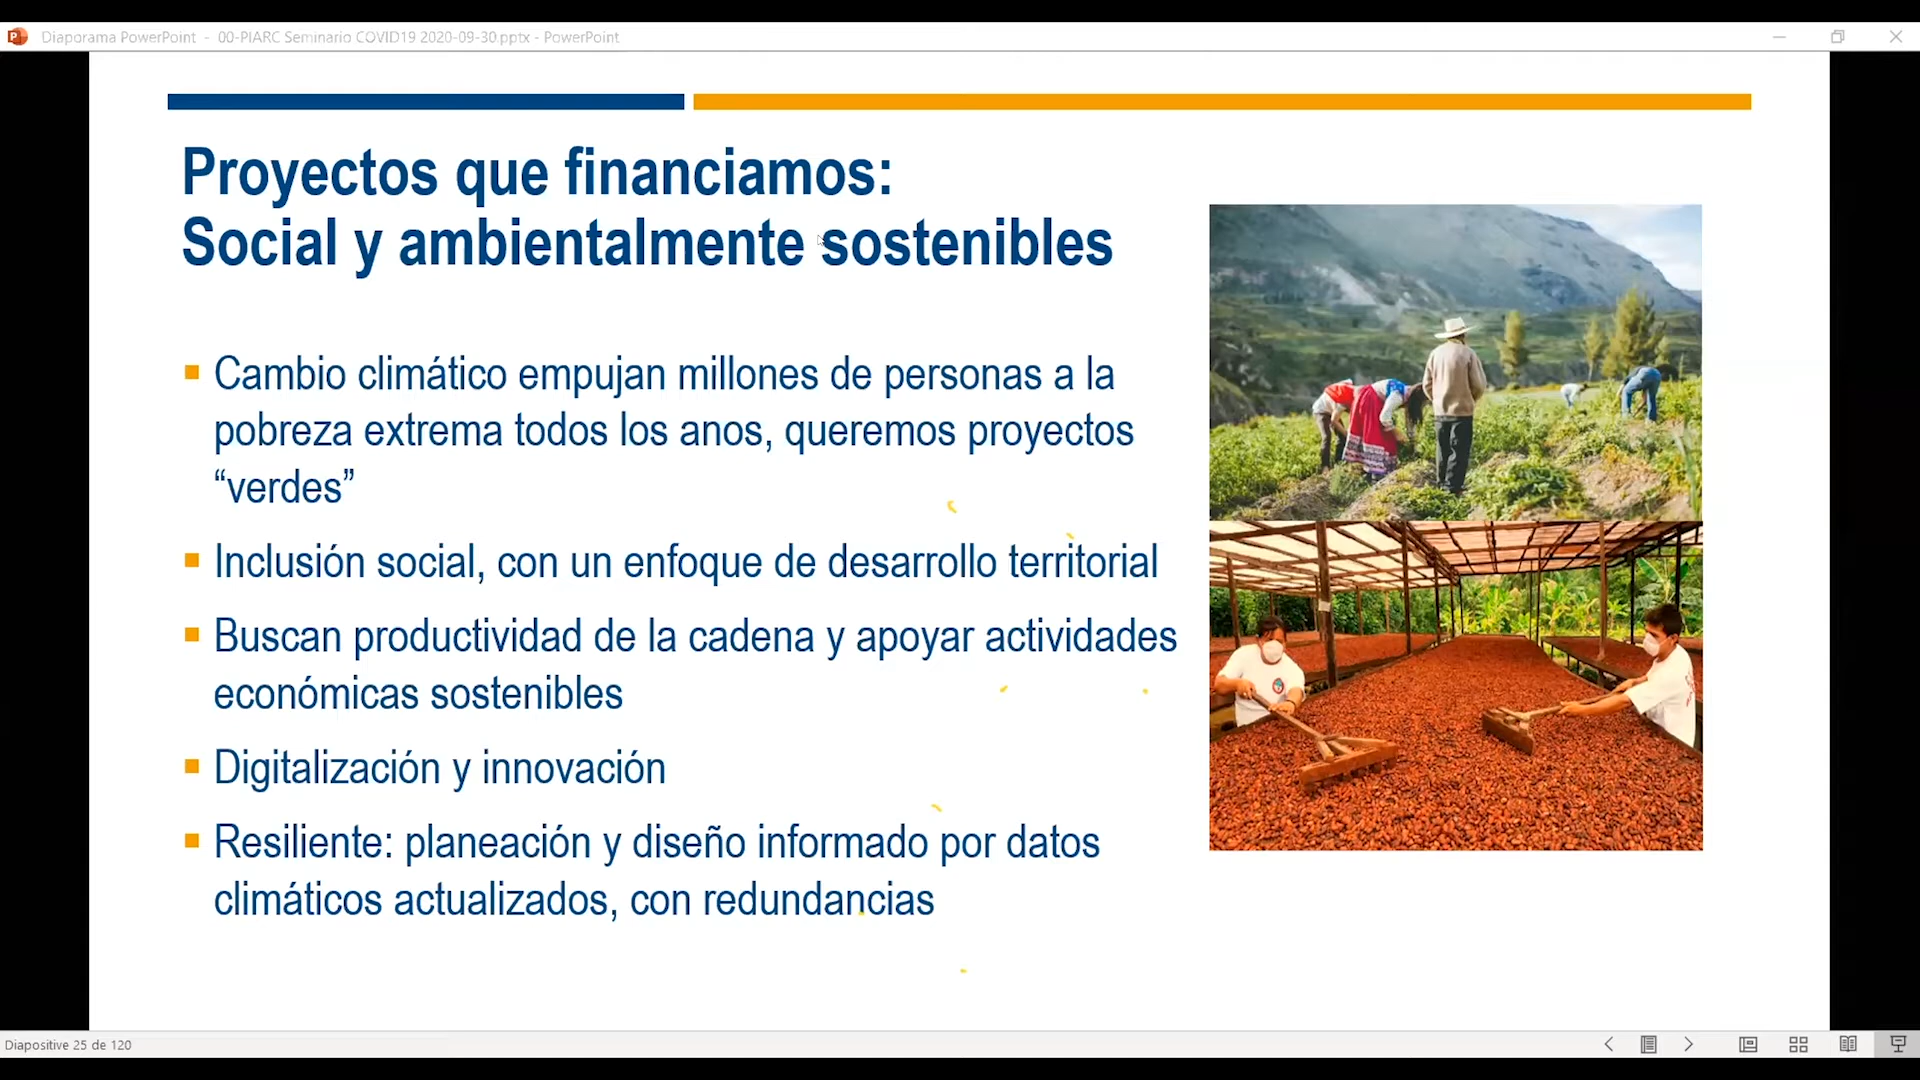 Diaporama PowerPoint - 00-PIARC Seminario COVID19 2020-09-30.pptx - PowerPoint
Proyectos que financiamos:
Social y ambientalmente sostenibles
Cambio climático empujan millones de personas a la
pobreza extrema todos los anos, queremos proyectos
“verdes”
Inclusión social, con un enfoque de desarrollo territorial
Buscan productividad de la cadena y apoyar actividades
económicas sostenibles
Digitalización y innovación
Resiliente: planeación y diseño informado por datos
climáticos actualizados, con redundancias
Diapositive 25 de 120